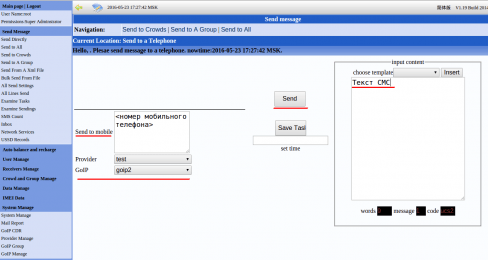 Main page | Logout
User Name:root
Permissions:Super Adminstrator
Send Message
Send Directly
Send to All
Send to Crowds
Send to A Group
Send From A Xml File
Bulk Send From File
All Send Settings
All Lines Send
Examine Tasks
Examine Sendings
SMS Count
Inbox
Network Services
USSD Records
Auto balance and recharge
User Manage
Receivers Manage
Crowd and Group Manage
Data Manage
IMEI Data
System Manage
System Manage
Mail Report
GoIP CDR
Provider Manage
GoIP Group
GoIP Manage
2016-05-23 17:27:42 MSK
简体版 V1.19 Build 2014
Send message
Navigation: Send to Crowds | Send to A Group | Send to All
Current Location: Send to a Telephone
Hello, . Please send message to a telephone. nowtime:2016-05-23 17:27:42 MSK.
Send to mobile
<номер мобильного
телефона>
Provider test
GoIP goip2
Send
Save Task
set time
input content
choose template Insert
Текст СМС
words message code